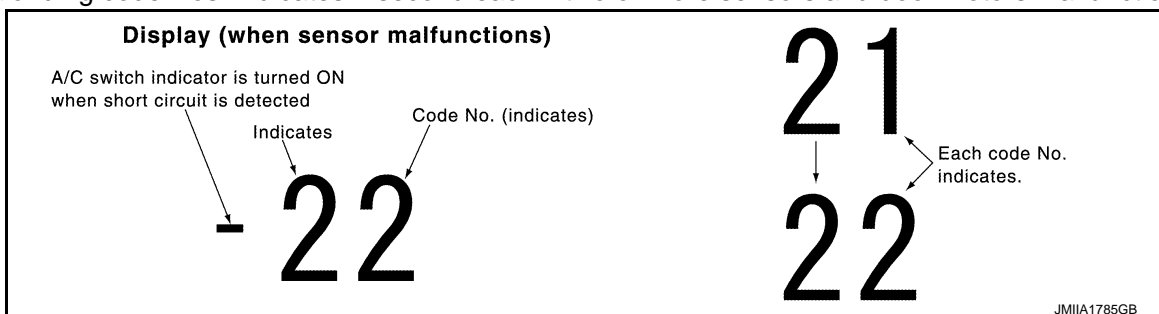 Display (when sensor malfunctions)
A/C switch indicator is turned ON
when short circuit is detected
Indicates
Code No. (indicates)
-22
21
Each code No.
indicates.
22
JMIIA1785GB